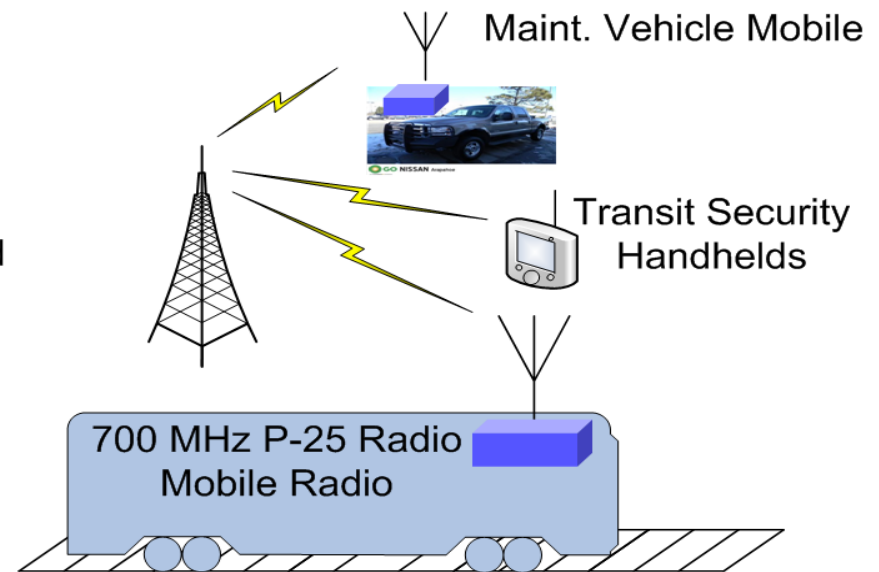 Maint. Vehicle Mobile
GO NISSAN
Transit Security
Handhelds
700 MHz P-25 Radio
Mobile Radio